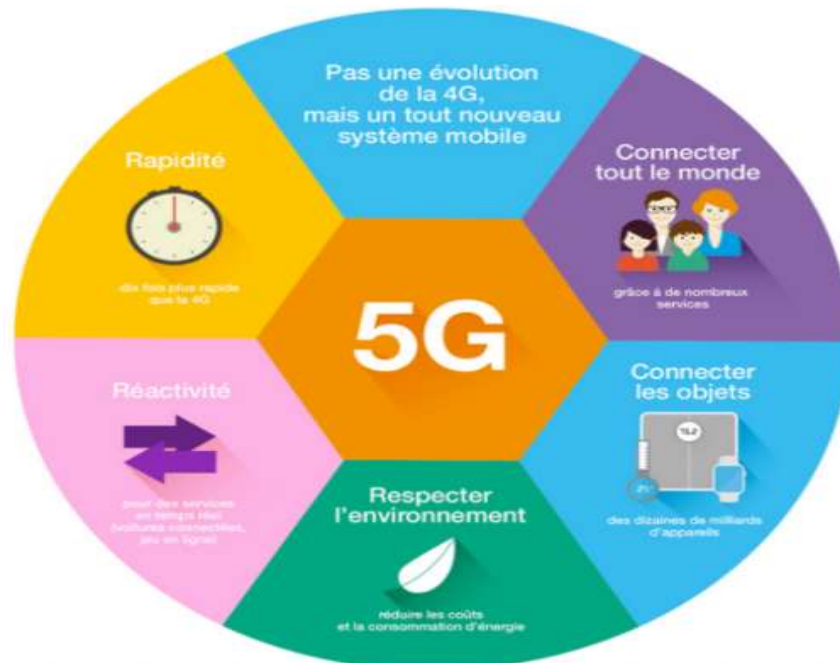 Pas une évolution
de la 4G,
mais un tout nouveau
système mobile
Connecter
tout le monde
grâce à de nombreux
services
Connecter
les objets
15.2
des dizaines de milliards
d'appareils
Respecter
l'environnement
réduire les coûts
et la consommation d'énergie
Réactivité
pour des services
en temps réel
(voitures connectées,
jeu en ligne)
Rapidité
dix fois plus rapide
que la 4G
5G